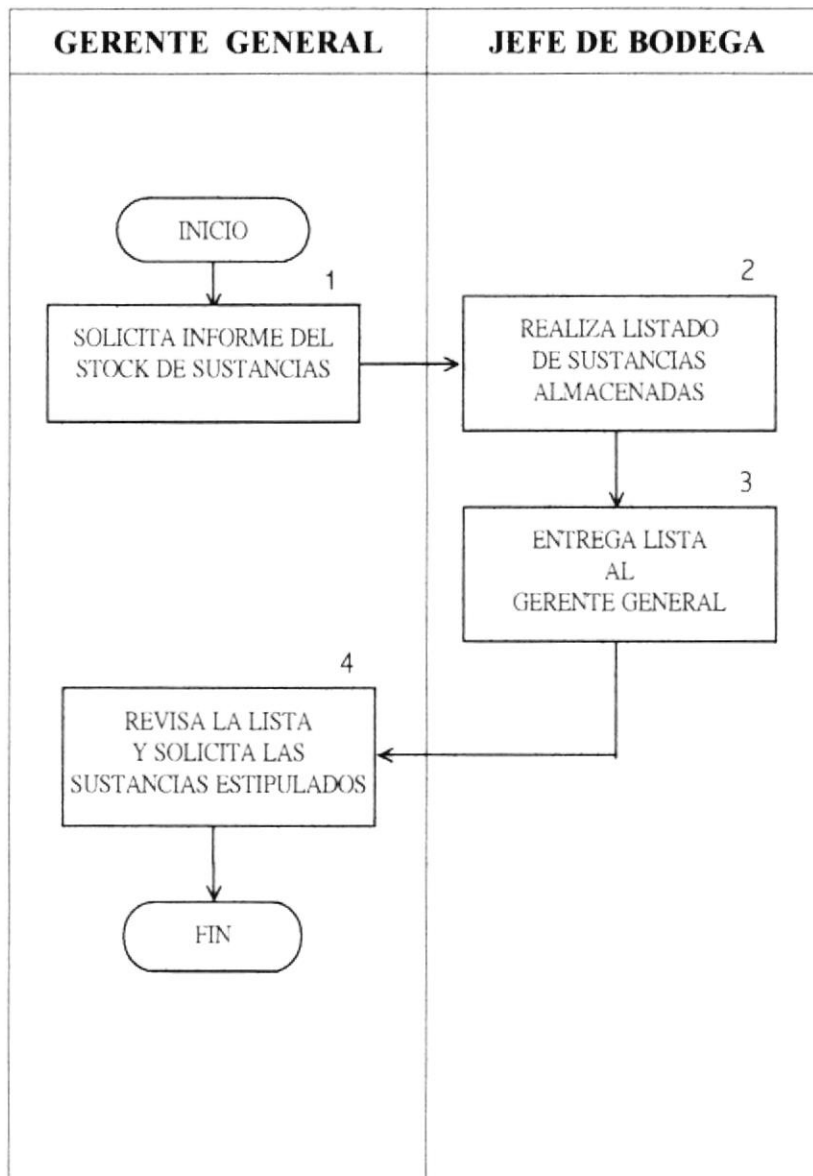 GERENTE GENERAL
JEFE DE BODEGA
INICIO
1
SOLICITA INFORME DEL
STOCK DE SUSTANCIAS
2
REALIZA LISTADO
DE SUSTANCIAS
ALMACENADAS
3
ENTREGA LISTA
AL
GERENTE GENERAL
4
REVISA LA LISTA
Y SOLICITA LAS
SUSTANCIAS ESTIPULADOS
FIN